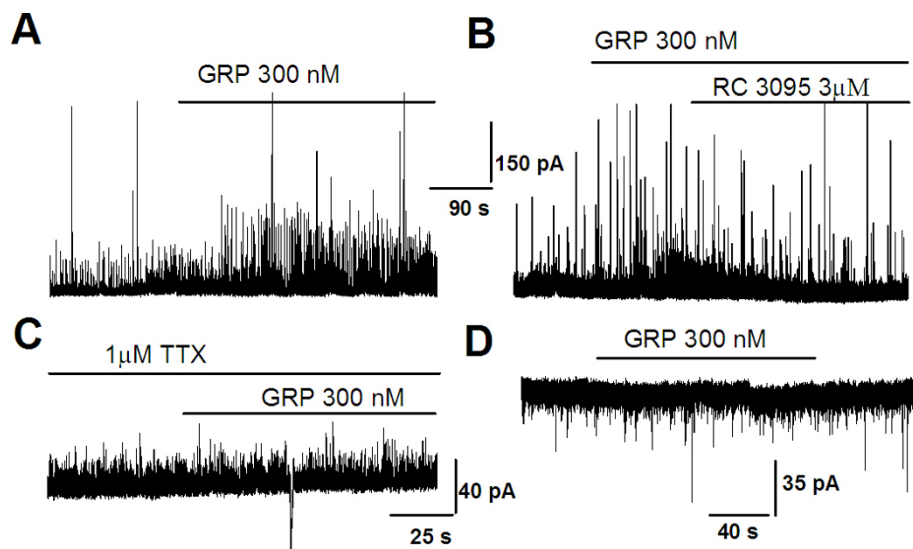 A
GRP 300 nM
150 pA
90 s
B
GRP 300 nM
RC 3095 3μM
C
1μM TTX
GRP 300 nM
40 pA
25 s
D
GRP 300 nM
35 pA
40 s